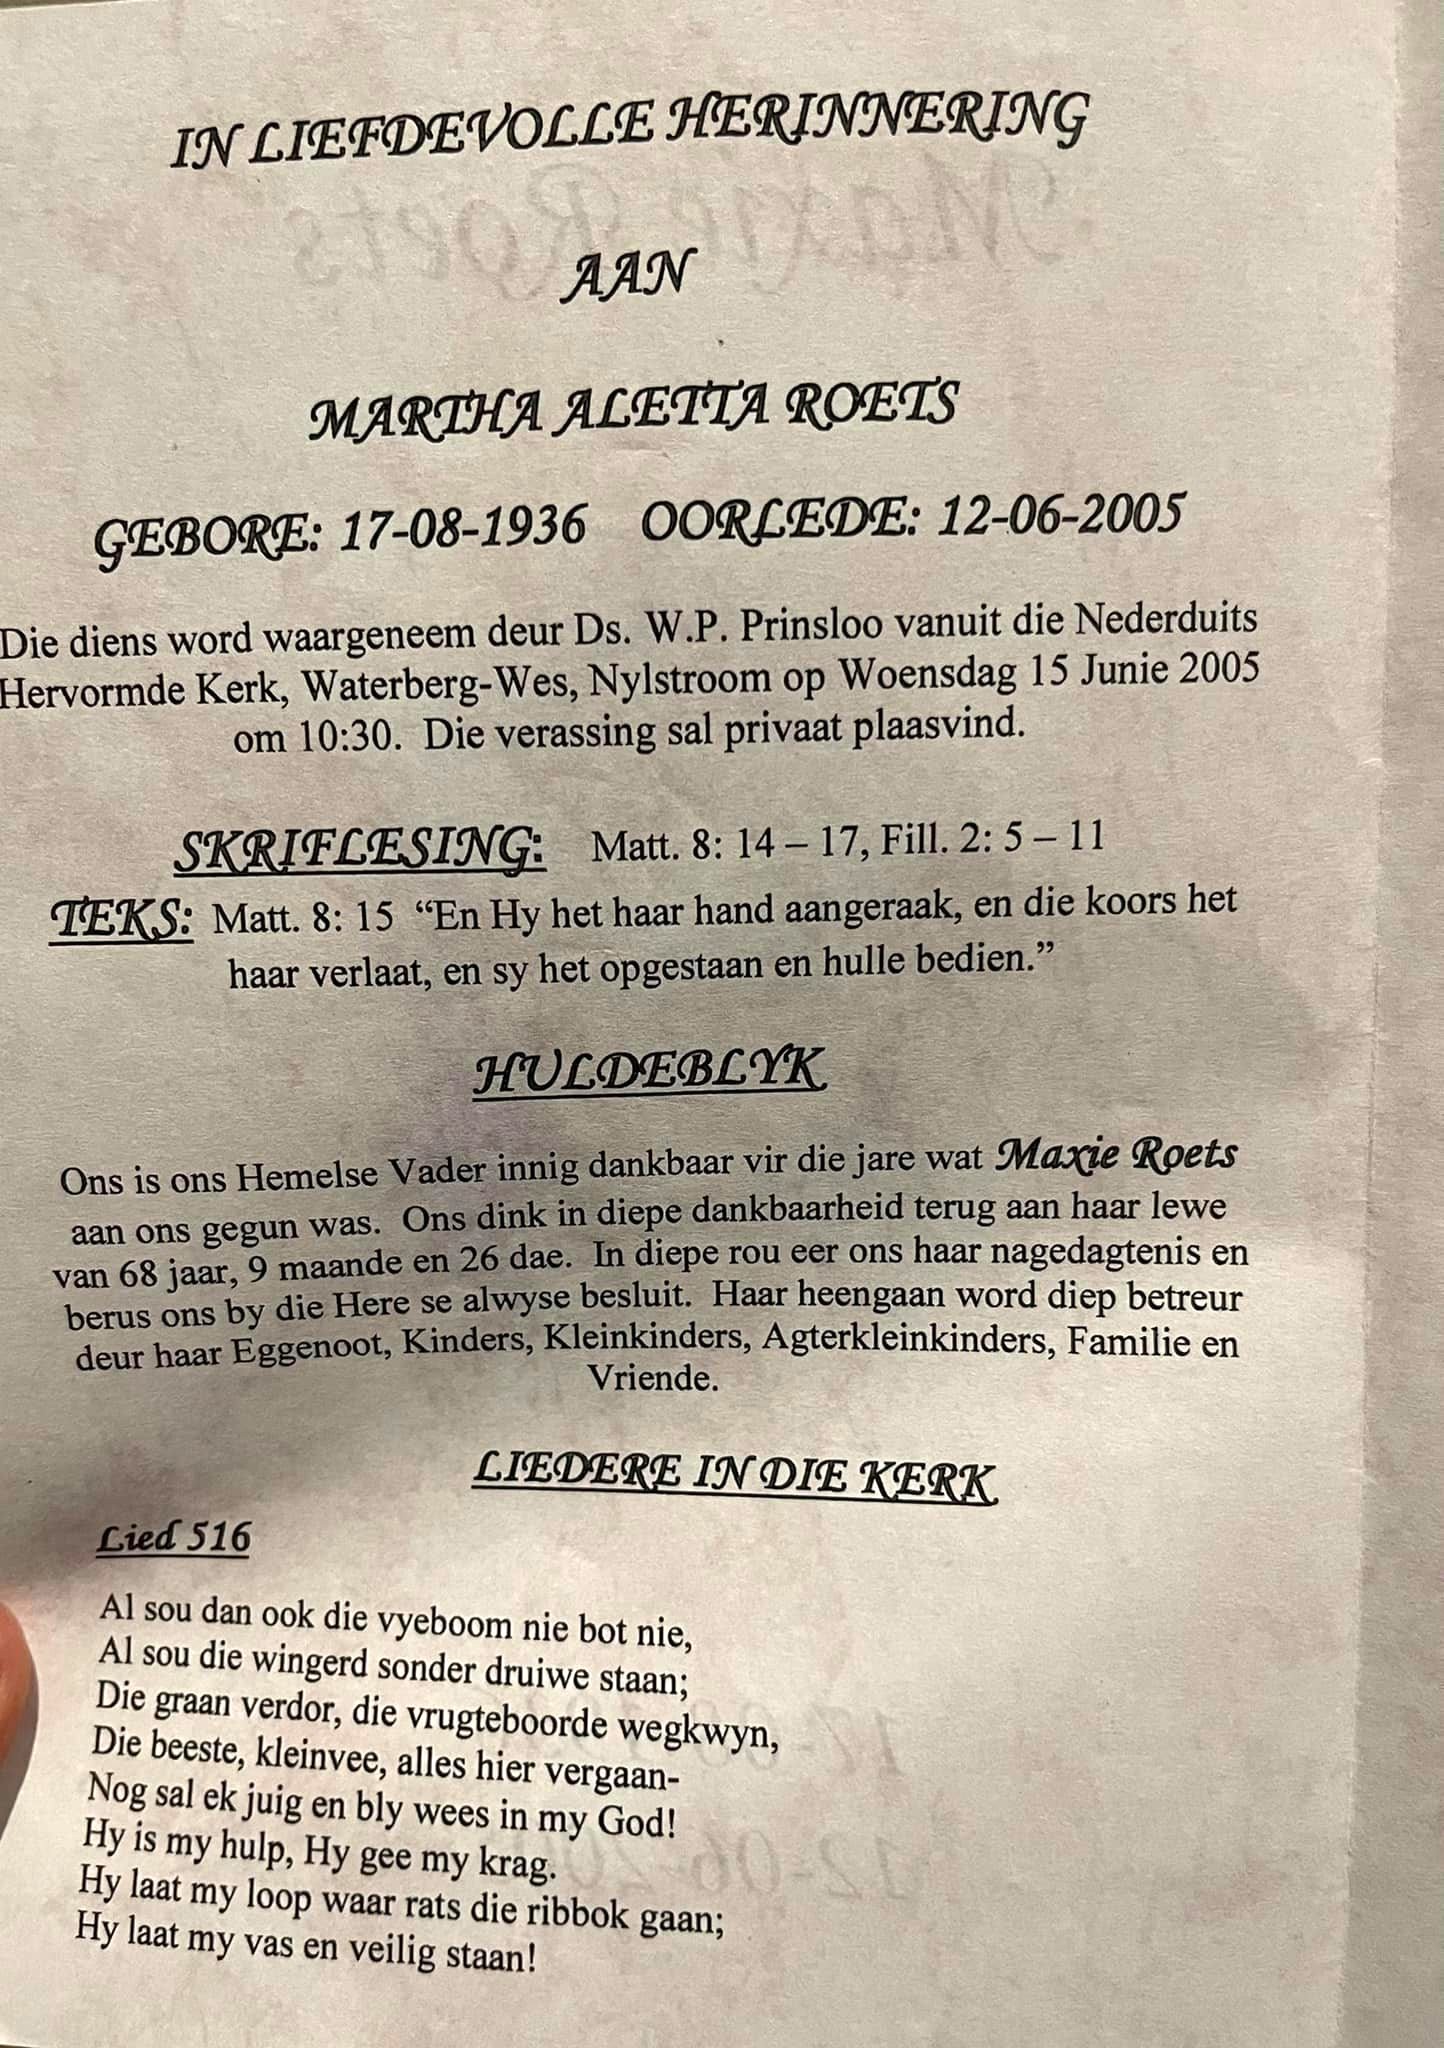 IN LIEFDEVOLLE HERINNERING
AAN
MARTHA ALETTA ROETS
GEBORE: 17-08-1936 OORLEDE: 12-06-2005
Die diens word waargeneem deur Ds. W.P. Prinsloo vanuit die Nederduits
Hervormde Kerk, Waterberg-Wes, Nylstroom op Woensdag 15 Junie 2005
om 10:30. Die verassing sal privaat plaasvind.
SKRIFLESING: Matt. 8: 14 – 17, Fill. 2: 5 – 11
TEKS: Matt. 8: 15 “En Hy het haar hand aangeraak, en die koors het
haar verlaat, en sy het opgestaan en hulle bedien.”
HULDEBLYK
Ons is ons Hemelse Vader innig dankbaar vir die jare wat Maxie Roets
aan ons gegun was. Ons dink in diepe dankbaarheid terug aan haar lewe
van 68 jaar, 9 maande en 26 dae. In diepe rou eer ons haar nagedagtenis en
berus ons by die Here se alwyse besluit. Haar heengaan word diep betreur
deur haar Eggenoot, Kinders, Kleinkinders, Agterkleinkinders, Familie en
Vriende.
LIEDERE IN DIE KERK
Lied 516
Al sou dan ook die vyeboom nie bot nie,
Al sou die wingerd sonder druiwe staan;
Die graan verdor, die vrugteboorde wegkwyn,
Die beeste, kleinvee, alles hier vergaan-
Nog sal ek juig en bly wees in my God!
Hy is my hulp, Hy gee my krag.
Hy laat my loop waar rats die ribbok gaan;
Hy laat my vas en veilig staan!